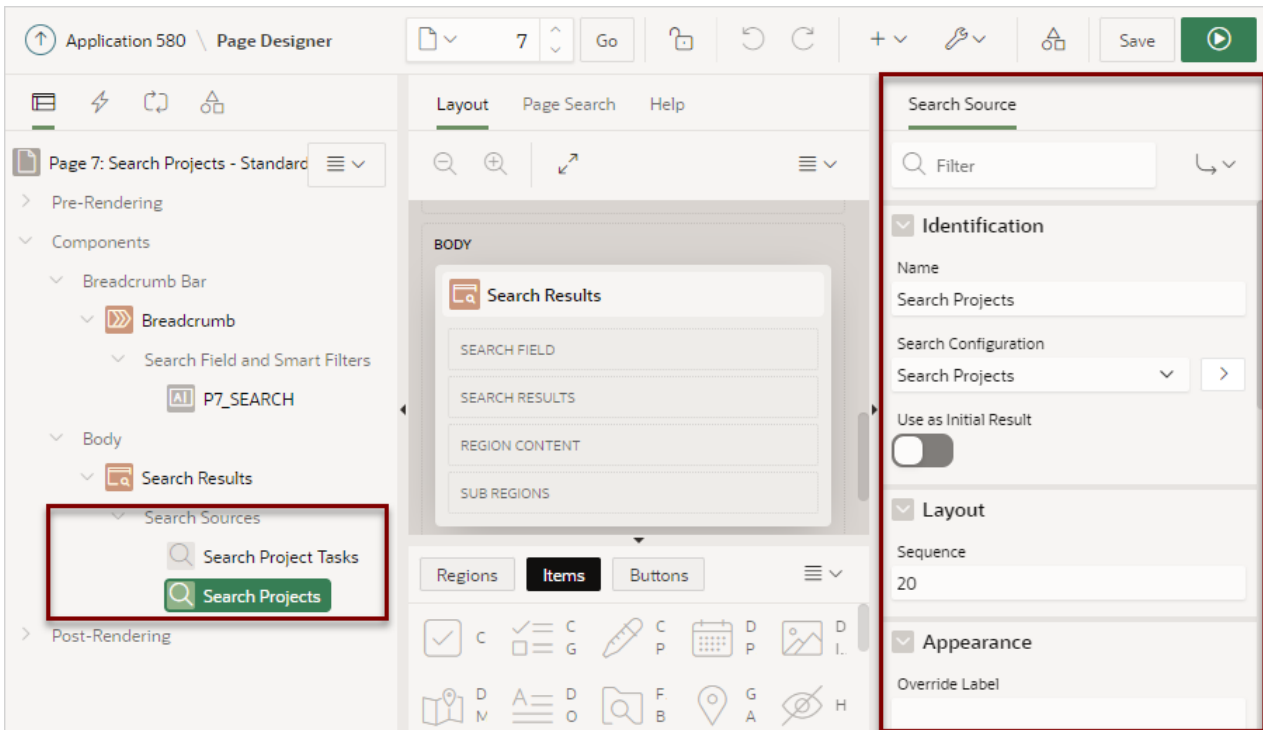 Application 580 \ Page Designer
7
Go
Save
Page 7: Search Projects - Standard
Pre-Rendering
Components
Breadcrumb Bar
Breadcrumb
Search Field and Smart Filters
P7_SEARCH
Body
Search Results
Search Sources
Search Project Tasks
Search Projects
Post-Rendering
Layout
Page Search
Help
BODY
Search Results
SEARCH FIELD
SEARCH RESULTS
REGION CONTENT
SUB REGIONS
Regions
Items
Buttons
C
C
G
C
P
D
P
D
I..
D
M
D
O
F
B
G
A
H
Search Source
Filter
Identification
Name
Search Projects
Search Configuration
Search Projects
Use as Initial Result
Layout
Sequence
20
Appearance
Override Label